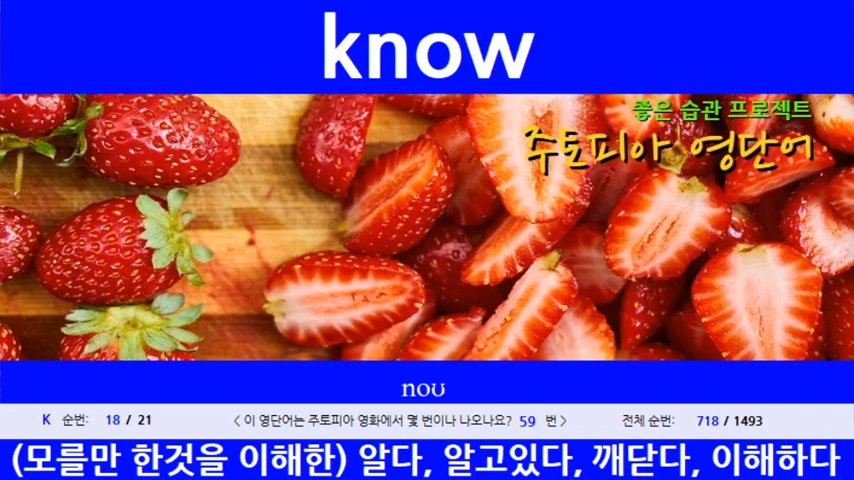 know
좋은 습관 프로젝트
주토피아 영단어
noʊ
K 순번: 18 / 21 < 이 영단어는 주토피아 영화에서 몇 번이나 나오나요? 59 번 > 전체 순번: 718 / 1493
(모를만 한것을 이해한) 알다, 알고있다, 깨닫다, 이해하다